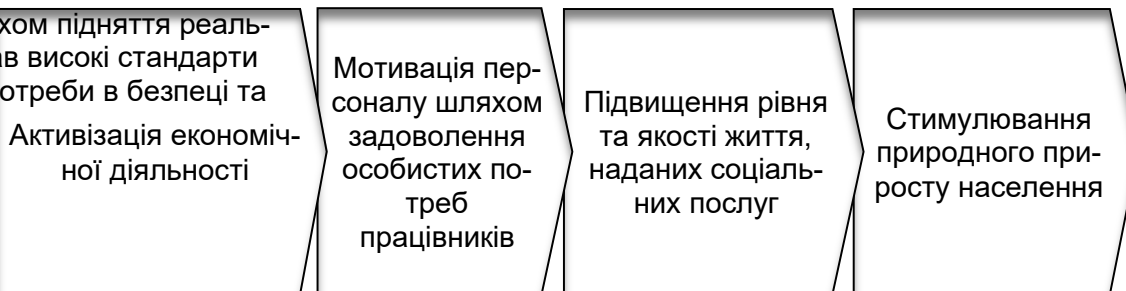 хом підняття реаль-
ав високі стандарти
отреби в безпеці та
Активізація економіч-
ної діяльності
Мотивація пер-
соналу шляхом
задоволення
особистих по-
треб
працівників
Підвищення рівня
та якості життя,
наданих соціаль-
них послуг
Стимулювання
природного при-
росту населення